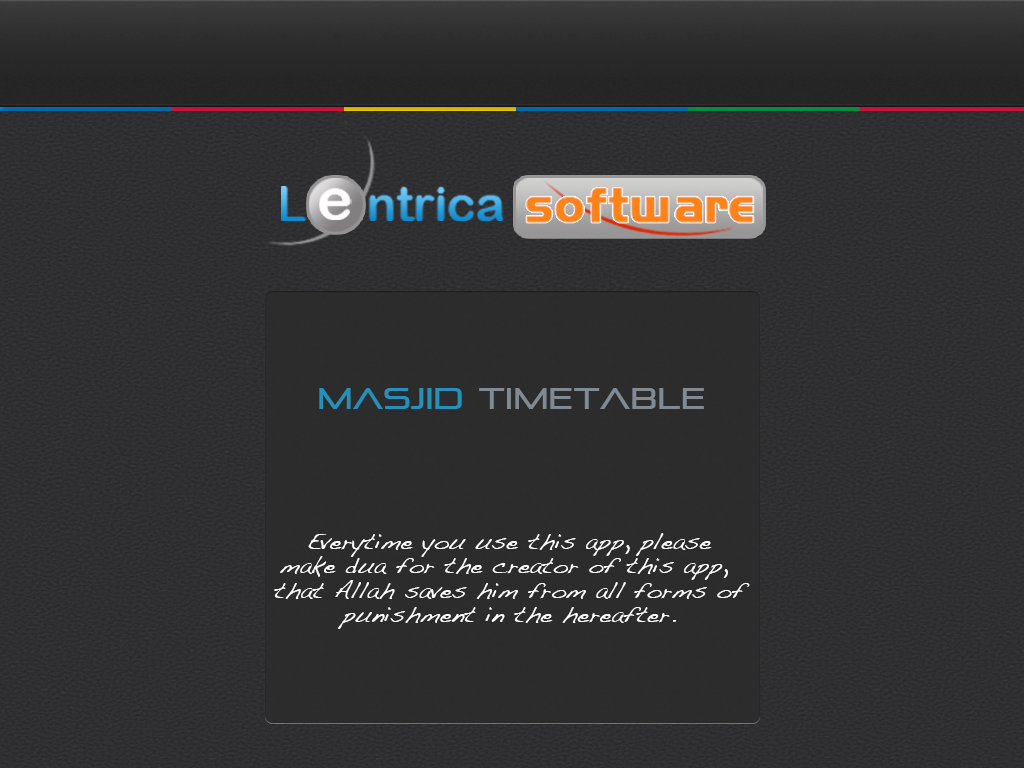 Lentrica software
MASJID TIMETABLE
Everytime you use this app, please
make dua for the creator of this app,
that Allah saves him from all forms of
punishment in the hereafter.